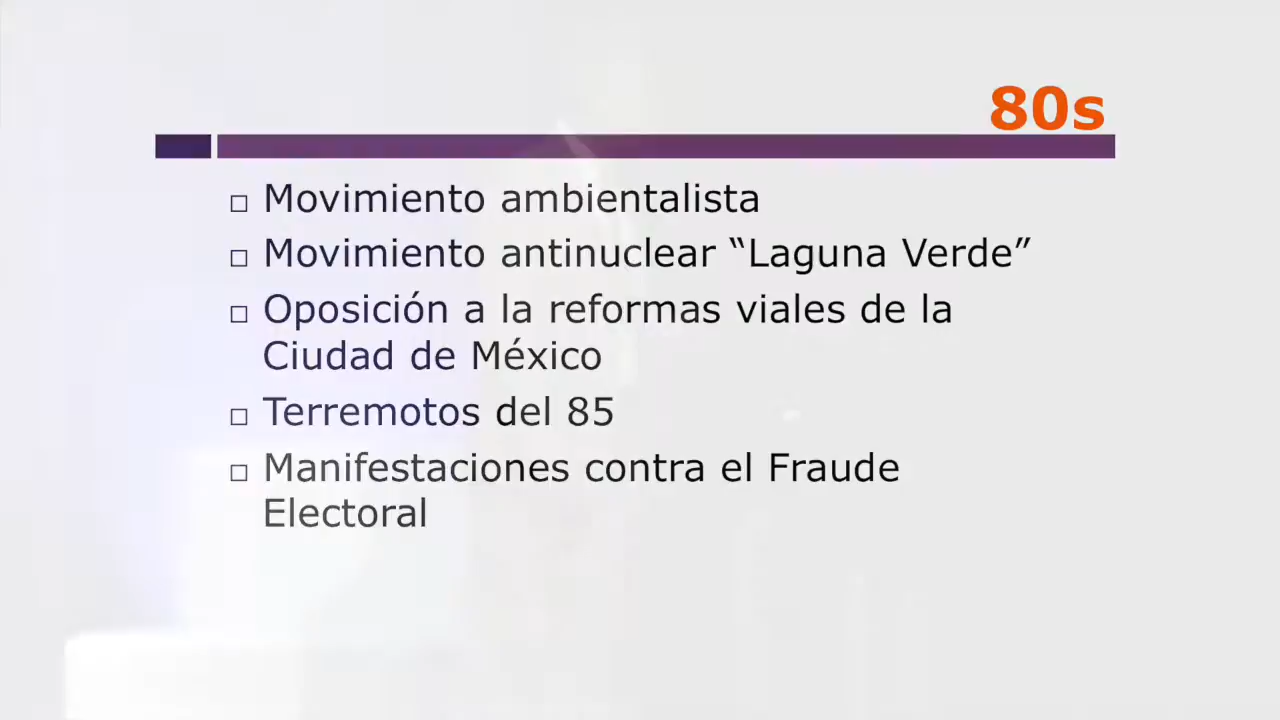 80s
Movimiento ambientalista
Movimiento antinuclear “Laguna Verde”
Oposición a la reformas viales de la
Ciudad de México
Terremotos del 85
Manifestaciones contra el Fraude
Electoral